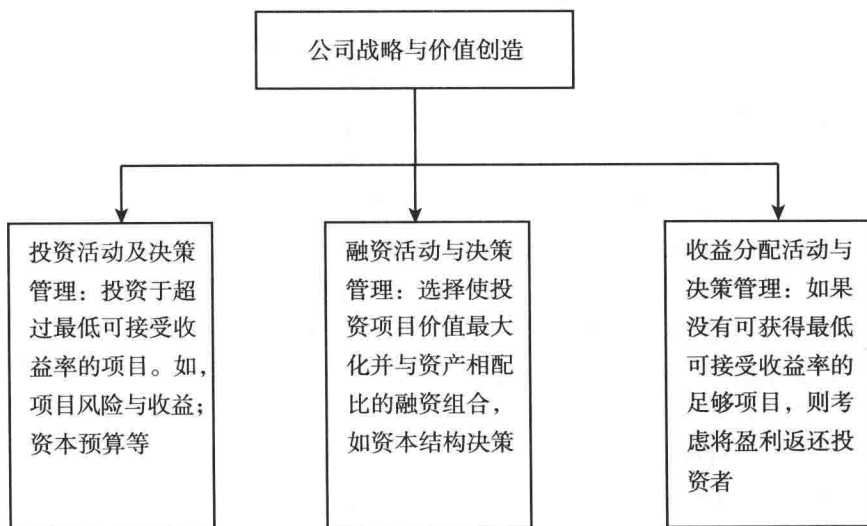 公司战略与价值创造
投资活动及决策
管理：投资于超
过最低可接受收
益率的项目。如，
项目风险与收益；
资本预算等
融资活动与决策
管理：选择使投
资项目价值最大
化并与资产相配
比的融资组合，
如资本结构决策
收益分配活动与
决策管理：如果
没有可获得最低
可接受收益率的
足够项目，则考
虑将盈利返还投
资者